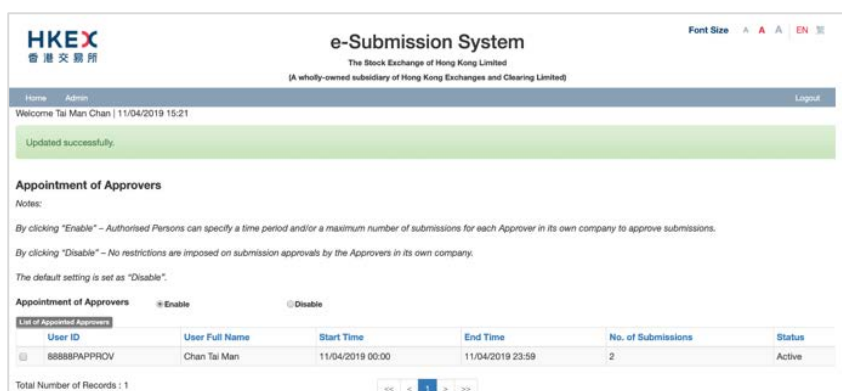 HKEX
香港交易所
e-Submission System
The Stock Exchange of Hong Kong Limited
(A wholly-owned subsidiary of Hong Kong Exchanges and Clearing Limited)
Font Size A A A EN 繁
Home Admin Logout
Welcome Tai Man Chan | 11/04/2019 15:21
Updated successfully.
Appointment of Approvers
Notes:
By clicking "Enable" – Authorised Persons can specify a time period and/or a maximum number of submissions for each Approver in its own company to approve submissions.
By clicking "Disable" – No restrictions are imposed on submission approvals by the Approvers in its own company.
The default setting is set as "Disable".
Appointment of Approvers Enable Disable
List of Appointed Approvers
User ID User Full Name Start Time End Time No. of Submissions Status
88888PAPPROV Chan Tai Man 11/04/2019 00:00 11/04/2019 23:59 2 Active
Total Number of Records : 1 << < 1 > >>